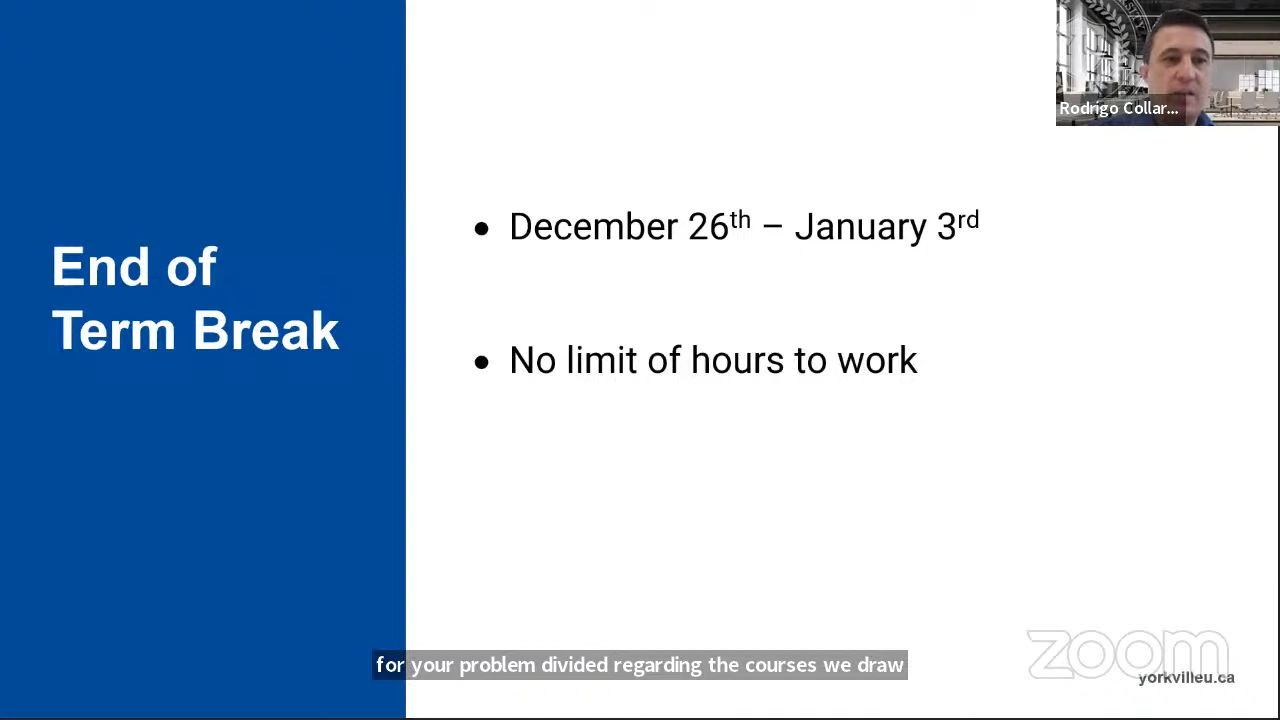 Rodrigo Collar...
End of
Term Break
• December 26th – January 3rd
• No limit of hours to work
for your problem divided regarding the courses we draw
zoom
yorkvilleu.ca